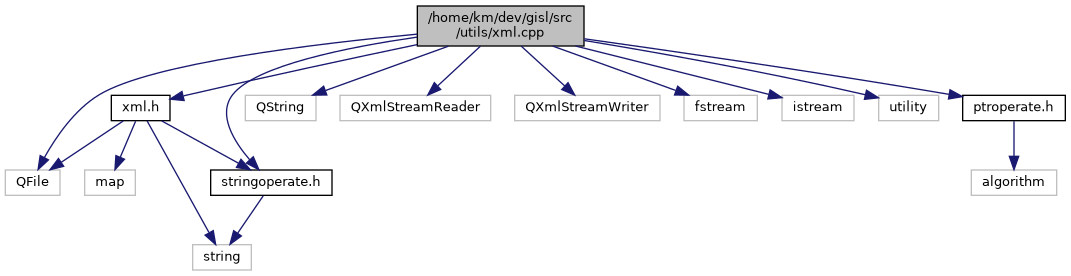 /home/km/dev/gisl/src
/utils/xml.cpp
xml.h
QString
QXmlStreamReader
QXmlStreamWriter
fstream
istream
utility
ptroperate.h
QFile
map
stringoperate.h
algorithm
string